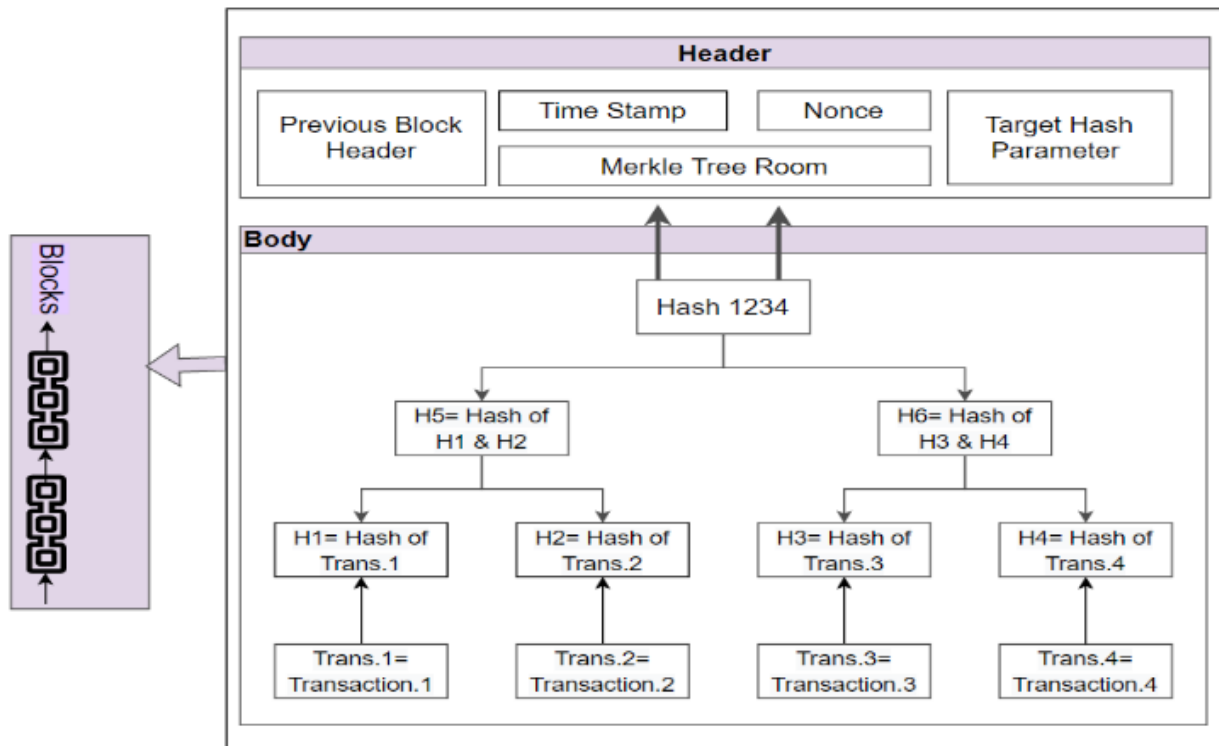 Header
Previous Block
Header
Time Stamp
Nonce
Merkle Tree Room
Target Hash
Parameter
Blocks
Body
Hash 1234
H5= Hash of
H1 & H2
H6= Hash of
H3 & H4
H1= Hash of
Trans.1
H2= Hash of
Trans.2
H3= Hash of
Trans.3
H4= Hash of
Trans.4
Trans.1=
Transaction.1
Trans.2=
Transaction.2
Trans.3=
Transaction.3
Trans.4=
Transaction.4